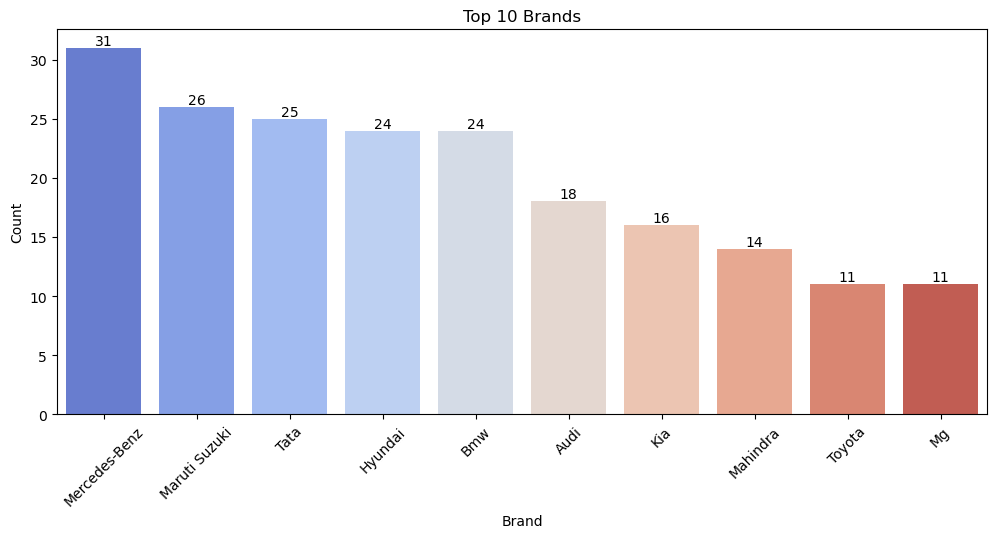 Top 10 Brands
Count
30
25
20
15
10
5
0
31
26
25
24
24
18
16
14
11
11
Mercedes-Benz
Maruti Suzuki
Tata
Hyundai
Bmw
Audi
Kia
Mahindra
Toyota
Mg
Brand